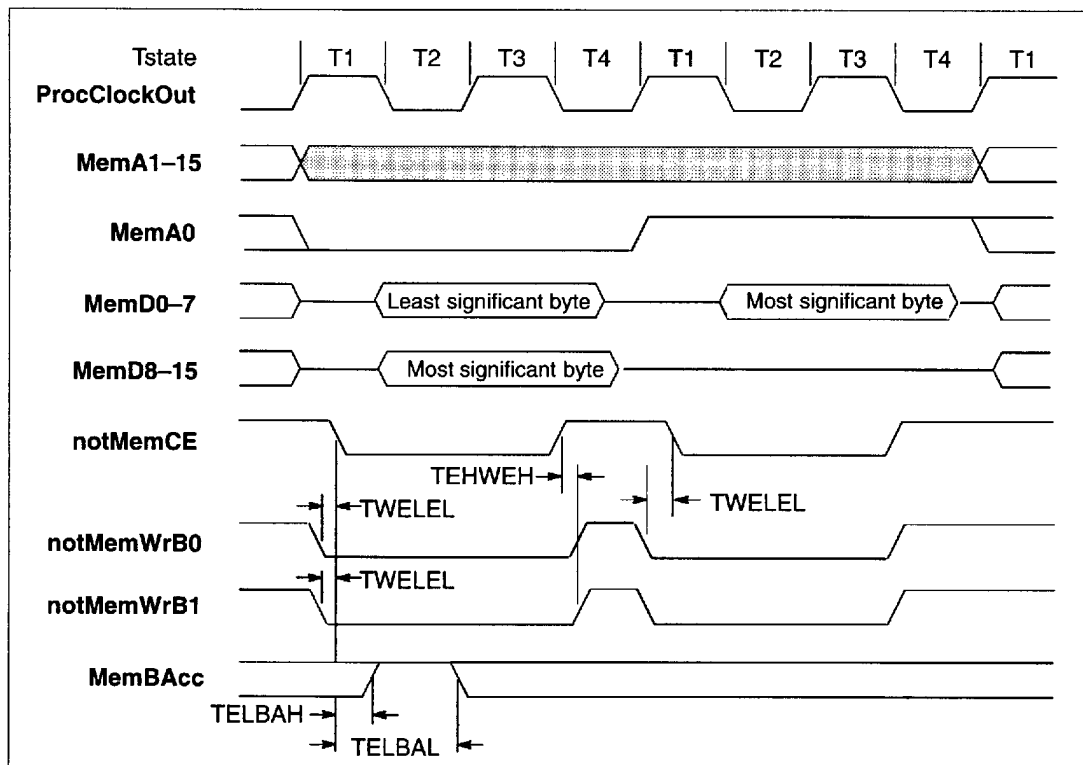 Tstate T1 T2 T3 T4 T1 T2 T3 T4 T1
ProcClockOut
MemA1–15
MemA0
MemD0–7 Least significant byte Most significant byte
MemD8–15 Most significant byte
notMemCE
TEHWEH
TWELEL TWELEL
notMemWrB0
TWELEL
notMemWrB1
MemBAcc
TELBAH
TELBAL